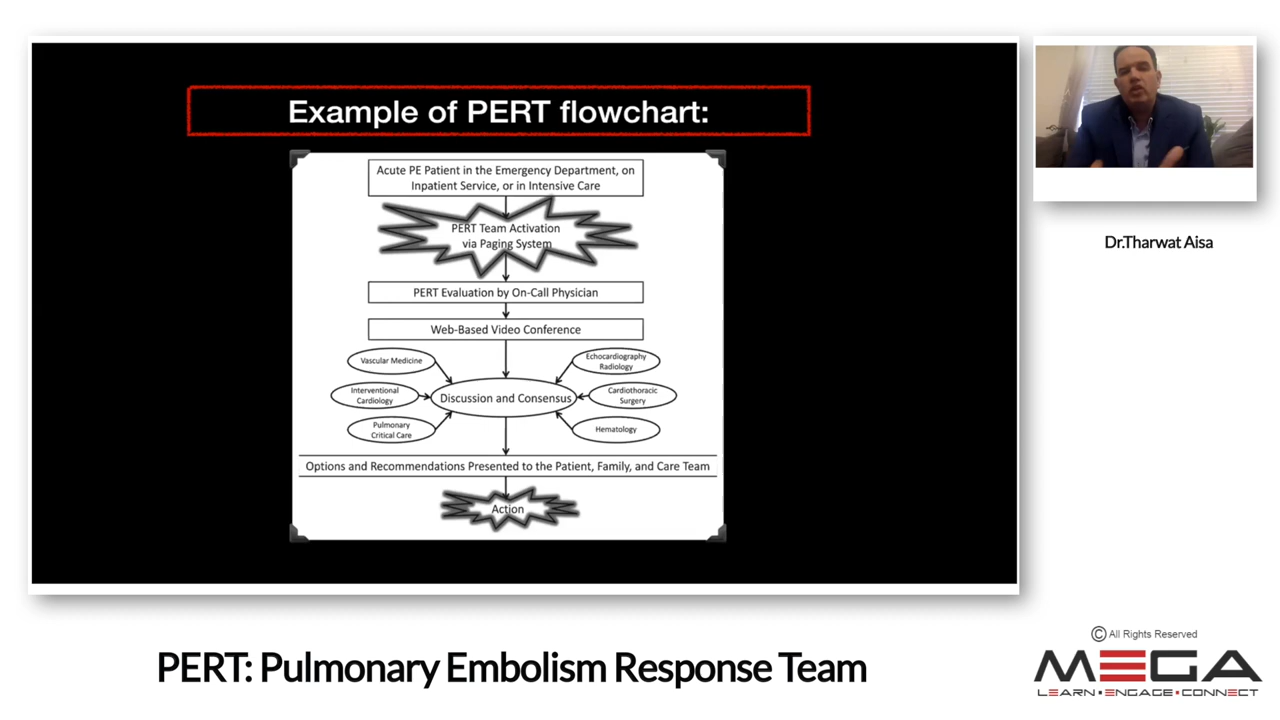 Example of PERT flowchart:
Acute PE Patient in the Emergency Department, on
Inpatient Service, or in Intensive Care
PERT Team Activation
via Paging System
PERT Evaluation by On-Call Physician
Web-Based Video Conference
Vascular Medicine
Echocardiography
Radiology
Interventional
Cardiology
Discussion and Consensus
Cardiothoracic
Surgery
Pulmonary
Critical Care
Hematology
Options and Recommendations Presented to the Patient, Family, and Care Team
Action
Dr.Tharwat Aisa
PERT: Pulmonary Embolism Response Team
© All Rights Reserved
MEGA
LEARN • ENGAGE • CONNECT